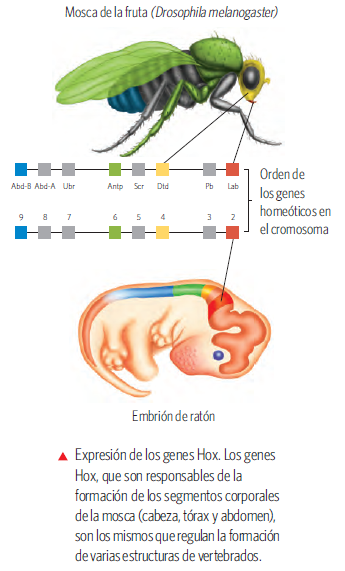 Mosca de la fruta (Drosophila melanogaster)
Abd-B Abd-A Ubr Antp Scr Dtd Pb Lab
9 8 7 6 5 4 3 2
Orden de
los genes
homeóticos en
el cromosoma
Embrión de ratón
▲ Expresión de los genes Hox. Los genes
Hox, que son responsables de la
formación de los segmentos corporales
de la mosca (cabeza, tórax y abdomen),
son los mismos que regulan la formación
de varias estructuras de vertebrados.